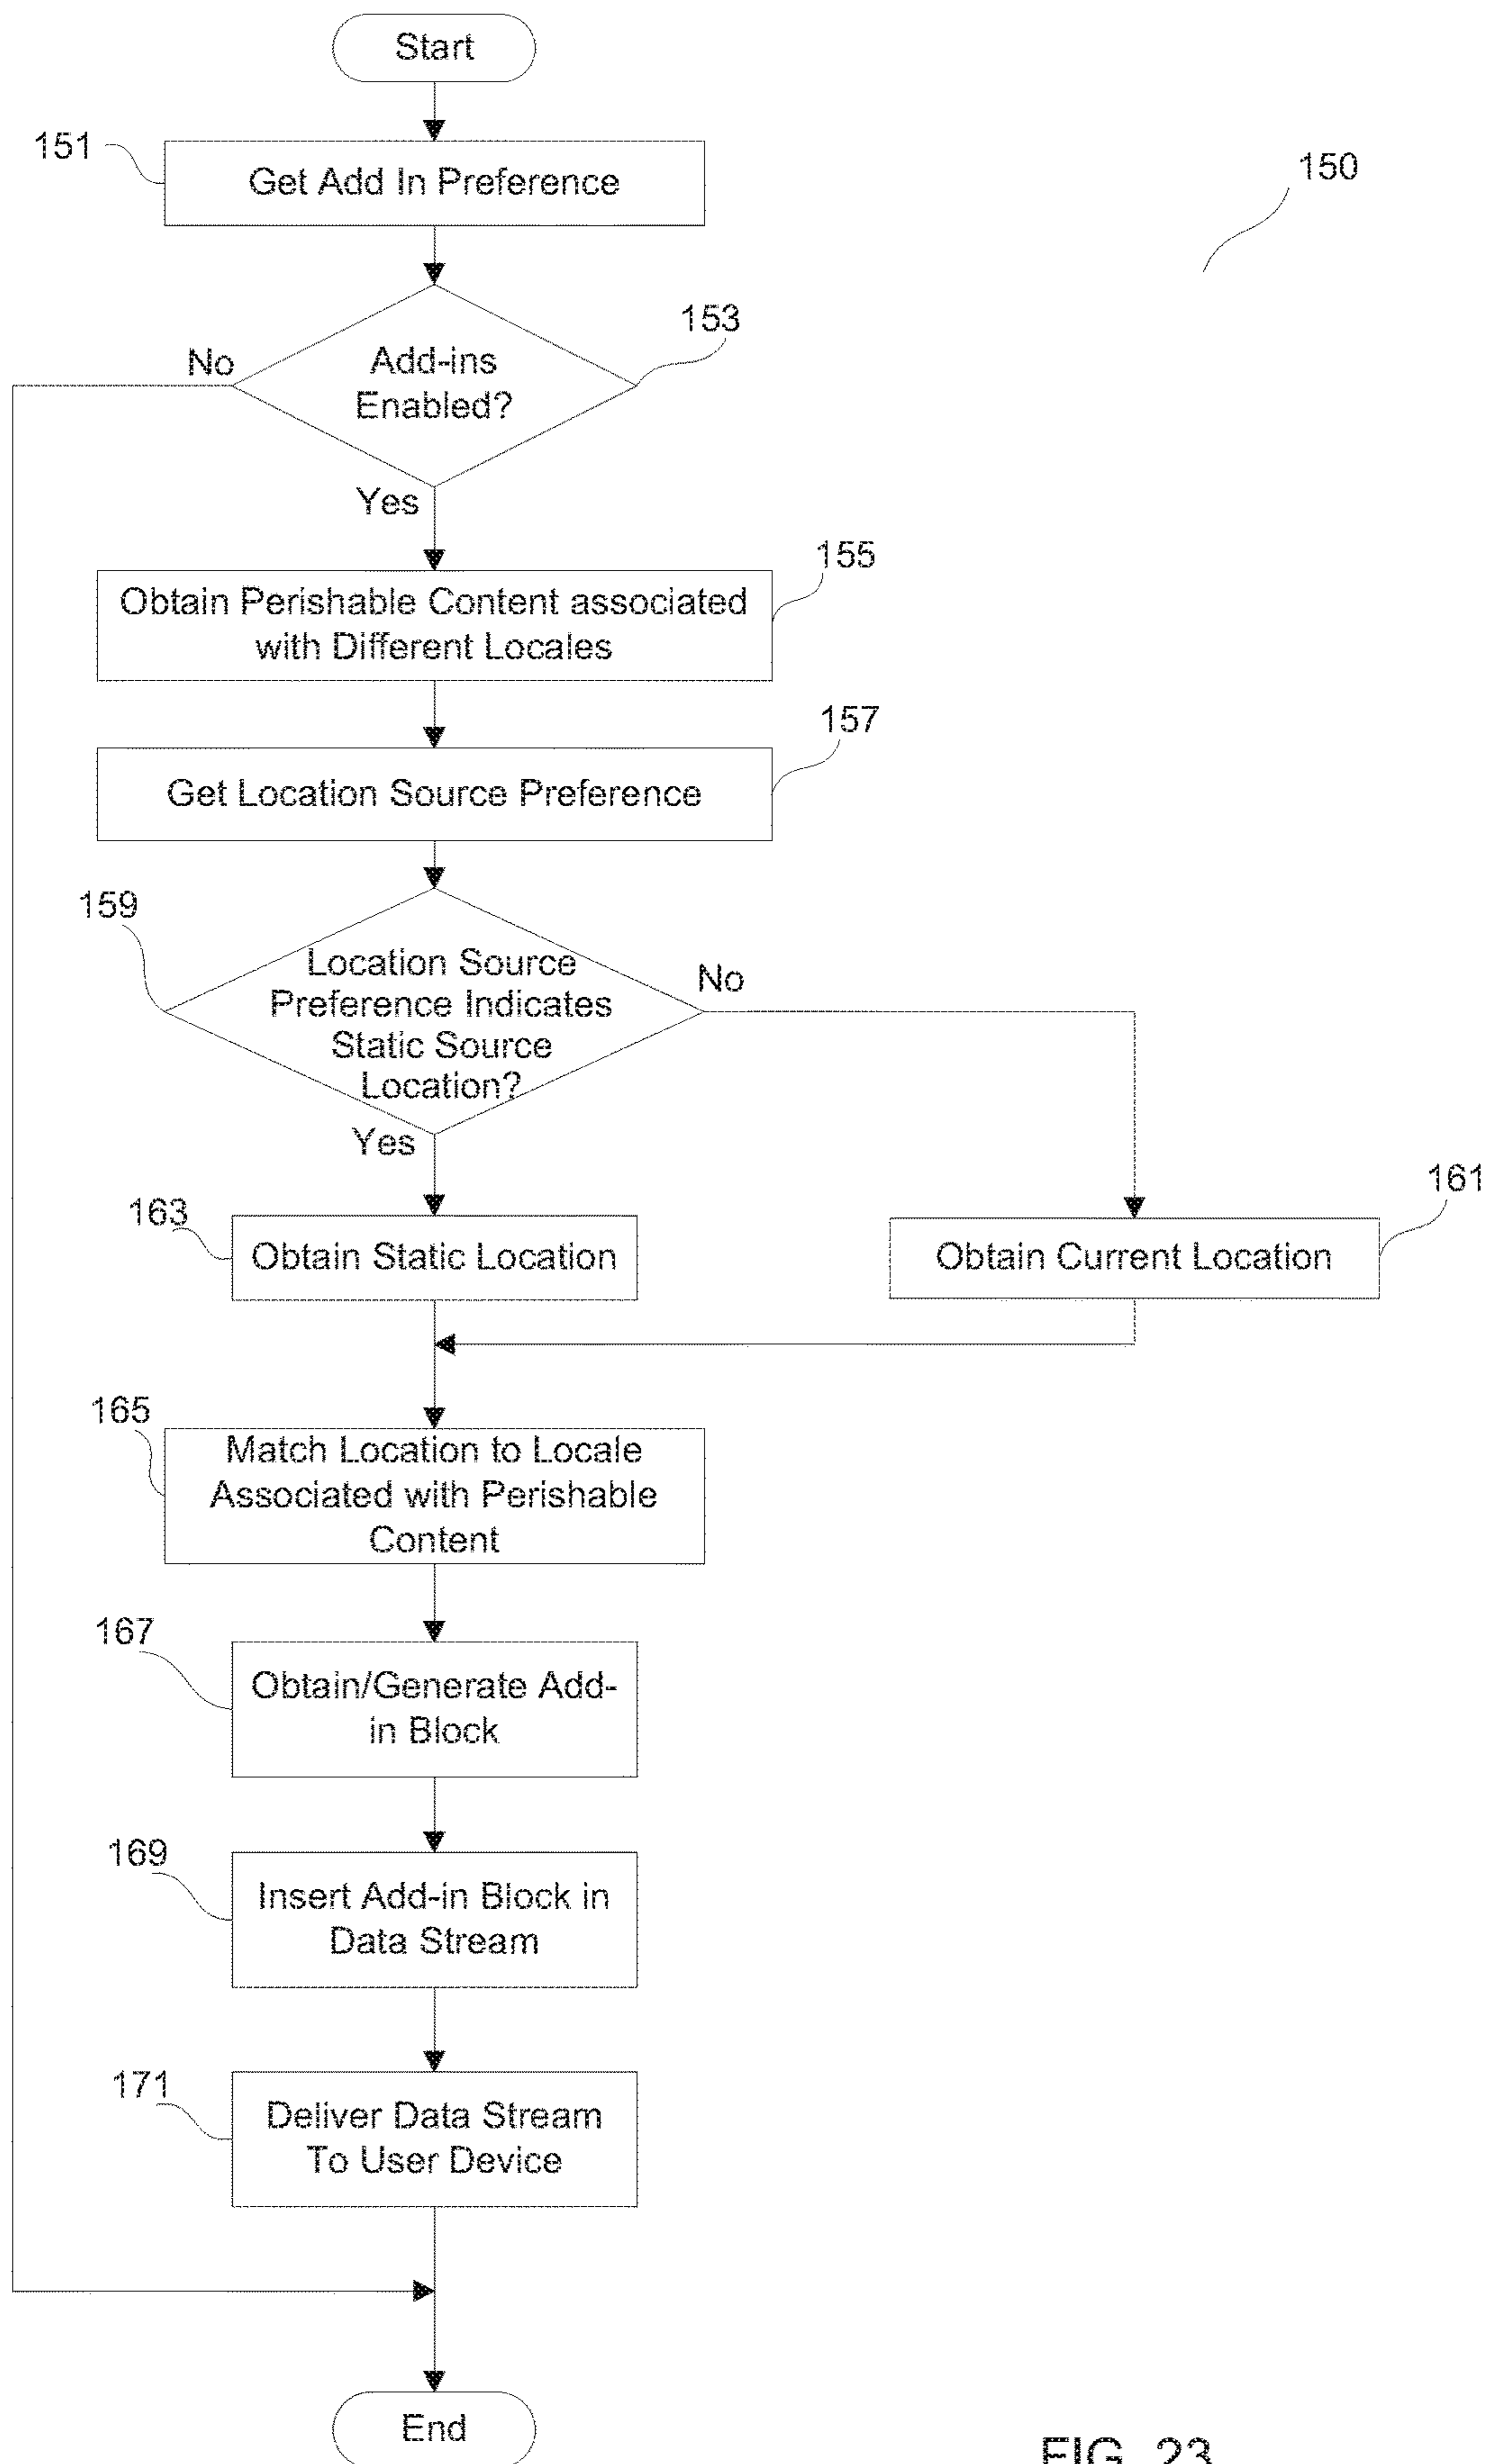 Start
151
Get Add In Preference
150
153
Add-ins
Enabled?
No
Yes
155
Obtain Perishable Content associated
with Different Locales
157
Get Location Source Preference
159
Location Source
Preference Indicates
Static Source
Location?
No
Yes
163
Obtain Static Location
161
Obtain Current Location
165
Match Location to Locale
Associated with Perishable
Content
167
Obtain/Generate Add-
in Block
169
Insert Add-in Block in
Data Stream
171
Deliver Data Stream
To User Device
End
FIG. 23